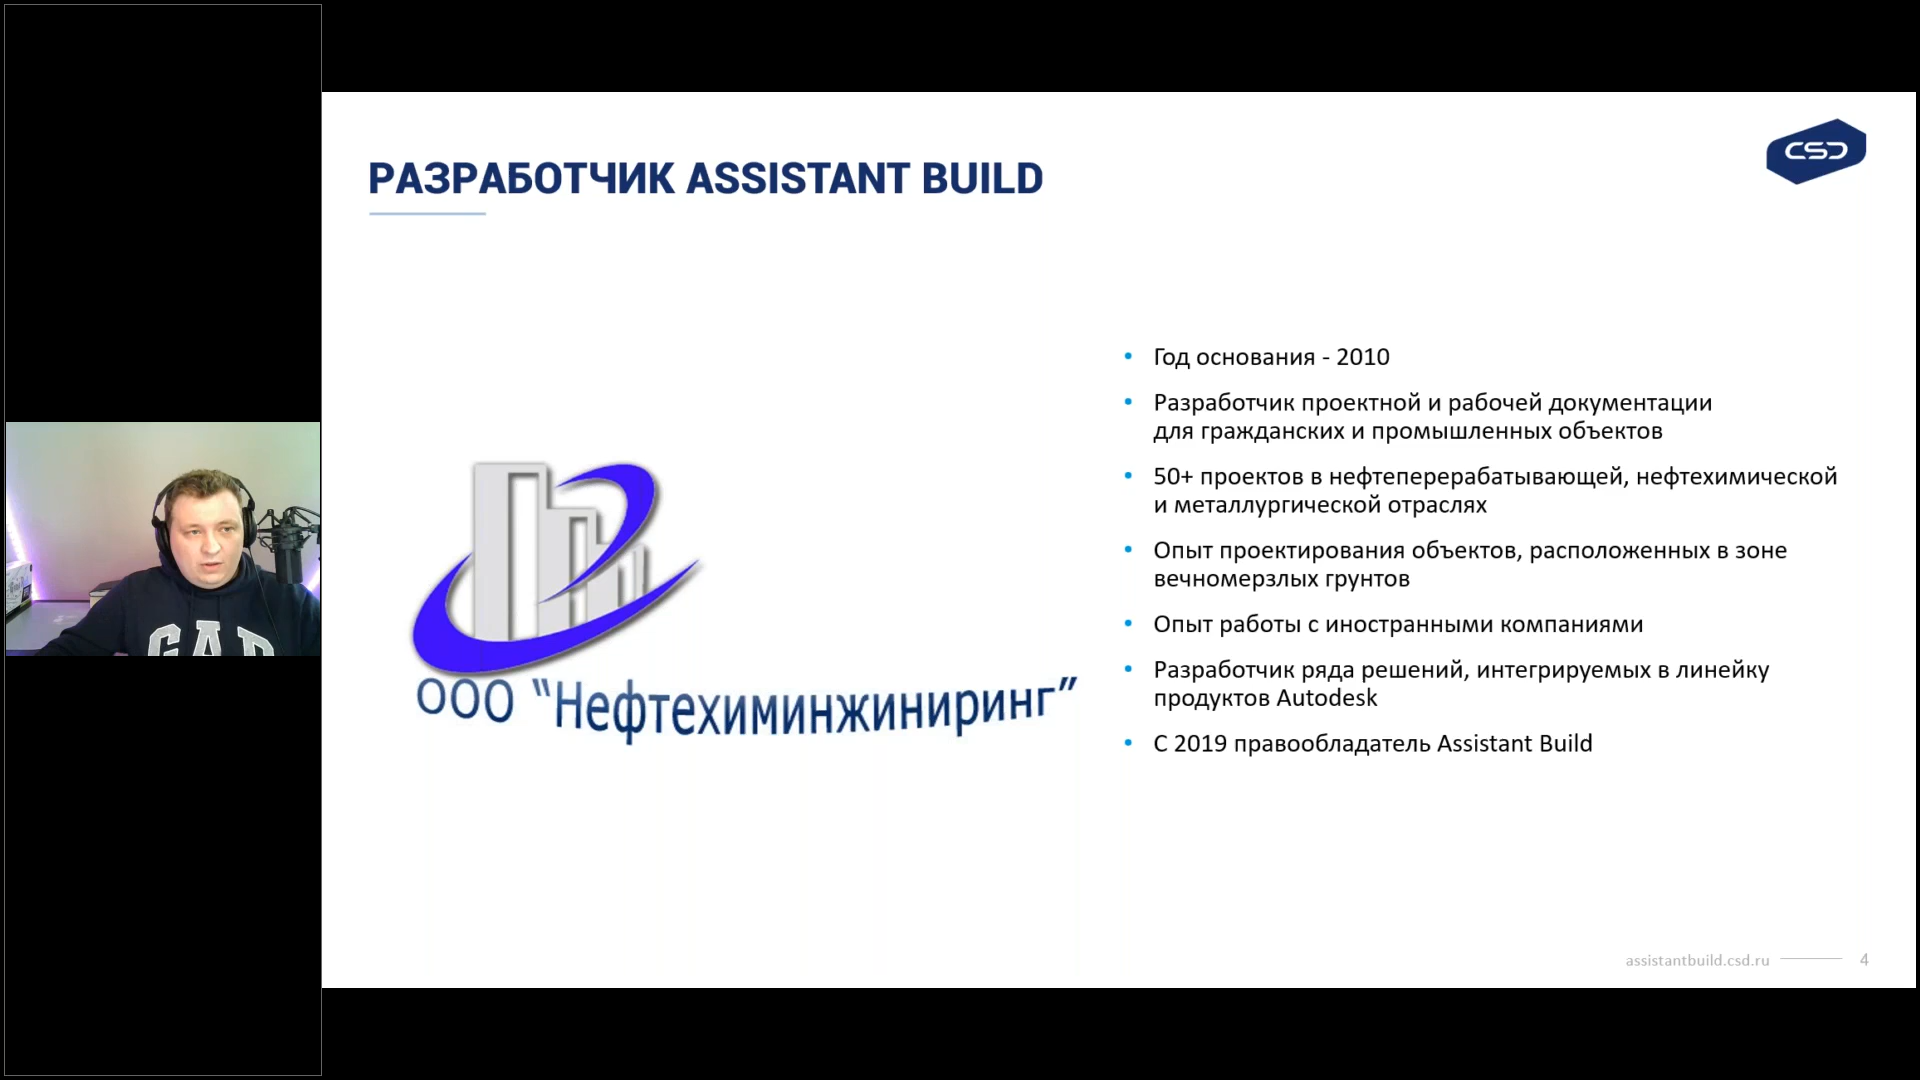 РАЗРАБОТЧИК ASSISTANT BUILD
CSD
ООО “Нефтехиминжиниринг”
• Год основания - 2010
• Разработчик проектной и рабочей документации
для гражданских и промышленных объектов
• 50+ проектов в нефтеперерабатывающей, нефтехимической
и металлургической отраслях
• Опыт проектирования объектов, расположенных в зоне
вечномерзлых грунтов
• Опыт работы с иностранными компаниями
• Разработчик ряда решений, интегрируемых в линейку
продуктов Autodesk
• С 2019 правообладатель Assistant Build
GAP
assistantbuild.csd.ru
4